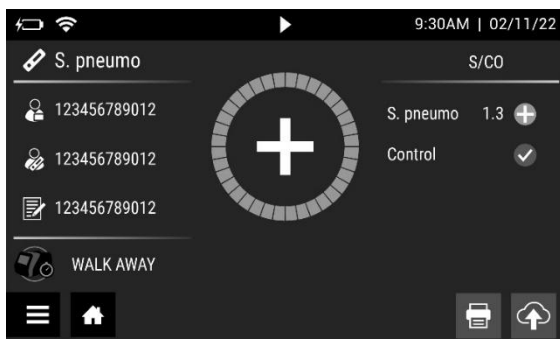 9:30AM | 02/11/22
S. pneumo
123456789012
123456789012
123456789012
WALK AWAY
S/CO
S. pneumo 1.3
Control